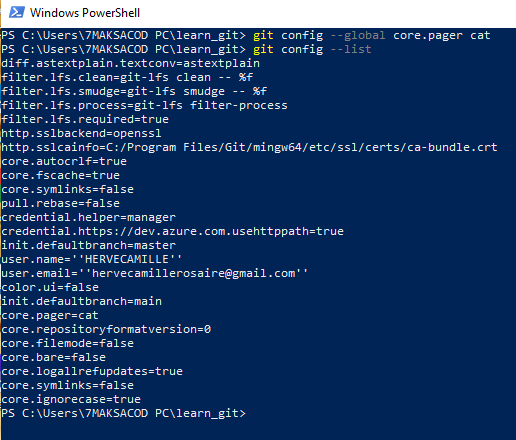 Windows PowerShell
PS C:\Users\7MAKSACOD PC\learn_git> git config --global core.pager cat
PS C:\Users\7MAKSACOD PC\learn_git> git config --list
diff.astextplain.textconv=astextplain
filter.lfs.clean=git-lfs clean -- %f
filter.lfs.smudge=git-lfs smudge -- %f
filter.lfs.process=git-lfs filter-process
filter.lfs.required=true
http.sslbackend=openssl
http.sslcainfo=C:/Program Files/Git/mingw64/etc/ssl/certs/ca-bundle.crt
core.autocrlf=true
core.fscache=true
core.symlinks=false
pull.rebase=false
credential.helper=manager
credential.https://dev.azure.com.usehttppath=true
init.defaultbranch=master
user.name=''HERVECAMILLE''
user.email=''hervecamillerosaire@gmail.com''
color.ui=false
init.defaultbranch=main
core.pager=cat
core.repositoryformatversion=0
core.filemode=false
core.bare=false
core.logallrefupdates=true
core.symlinks=false
core.ignorecase=true
PS C:\Users\7MAKSACOD PC\learn_git>